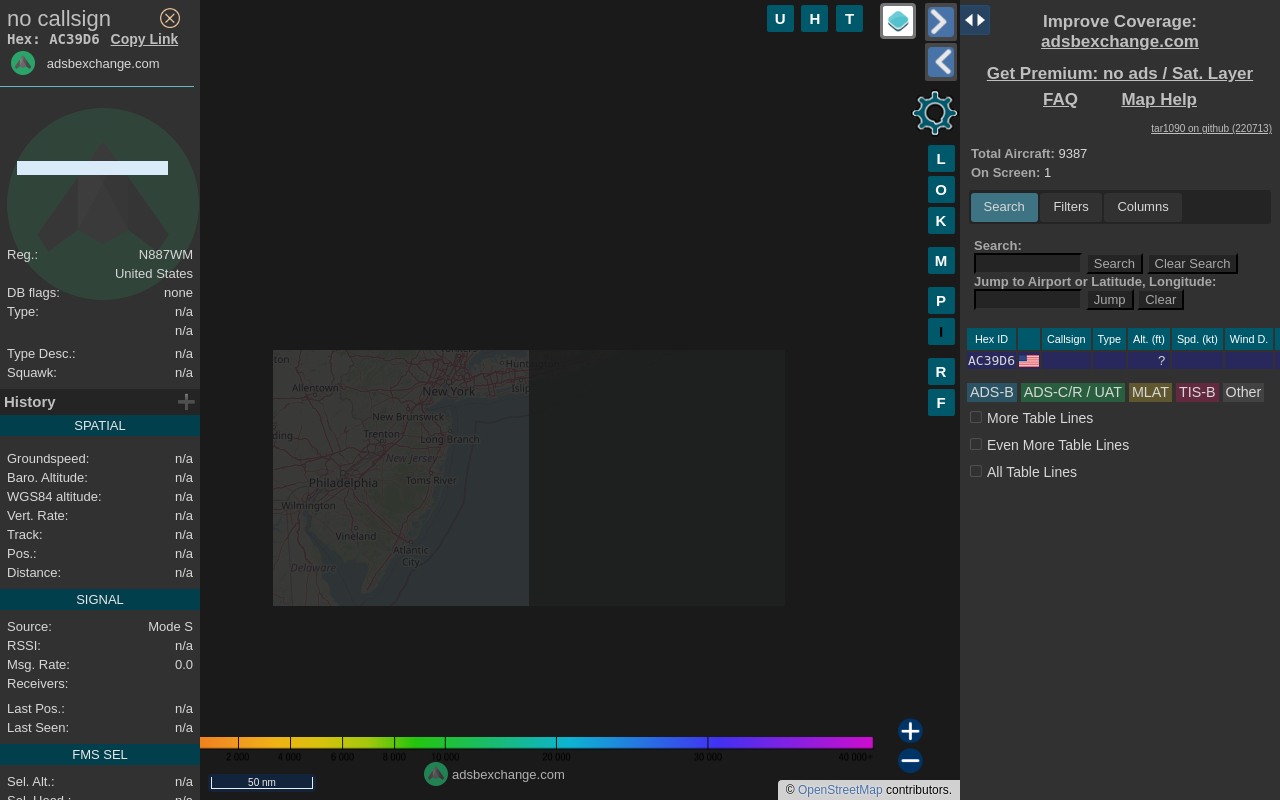 no callsign
Hex: AC39D6 Copy Link
adsbexchange.com
Reg.: N887WM
United States
DB flags: none
Type: n/a
n/a
Type Desc.: n/a
Squawk: n/a
History
SPATIAL
Groundspeed: n/a
Baro. Altitude: n/a
WGS84 altitude: n/a
Vert. Rate: n/a
Track: n/a
Pos.: n/a
Distance: n/a
SIGNAL
Source: Mode S
RSSI: n/a
Msg. Rate: 0.0
Receivers:
Last Pos.: n/a
Last Seen: n/a
FMS SEL
Sel. Alt.: n/a
Sel. Head.: n/a
U H T
L
O
K
M
P
I
R
F
Allentown
New York
Islip
New Brunswick
Trenton
Long Branch
New Jersey
Philadelphia
Toms River
Wilmington
Vineland
Atlantic
City
Delaware
2 000 4 000 6 000 8 000 10 000 20 000 30 000 40 000+
50 nm
adsbexchange.com
© OpenStreetMap contributors.
Improve Coverage:
adsbexchange.com
Get Premium: no ads / Sat. Layer
FAQ Map Help
tar1090 on github (220713)
Total Aircraft: 9387
On Screen: 1
Search Filters Columns
Search:
Search Clear Search
Jump to Airport or Latitude, Longitude:
Jump Clear
Hex ID Callsign Type Alt. (ft) Spd. (kt) Wind D.
AC39D6 ?
ADS-B ADS-C/R / UAT MLAT TIS-B Other
More Table Lines
Even More Table Lines
All Table Lines